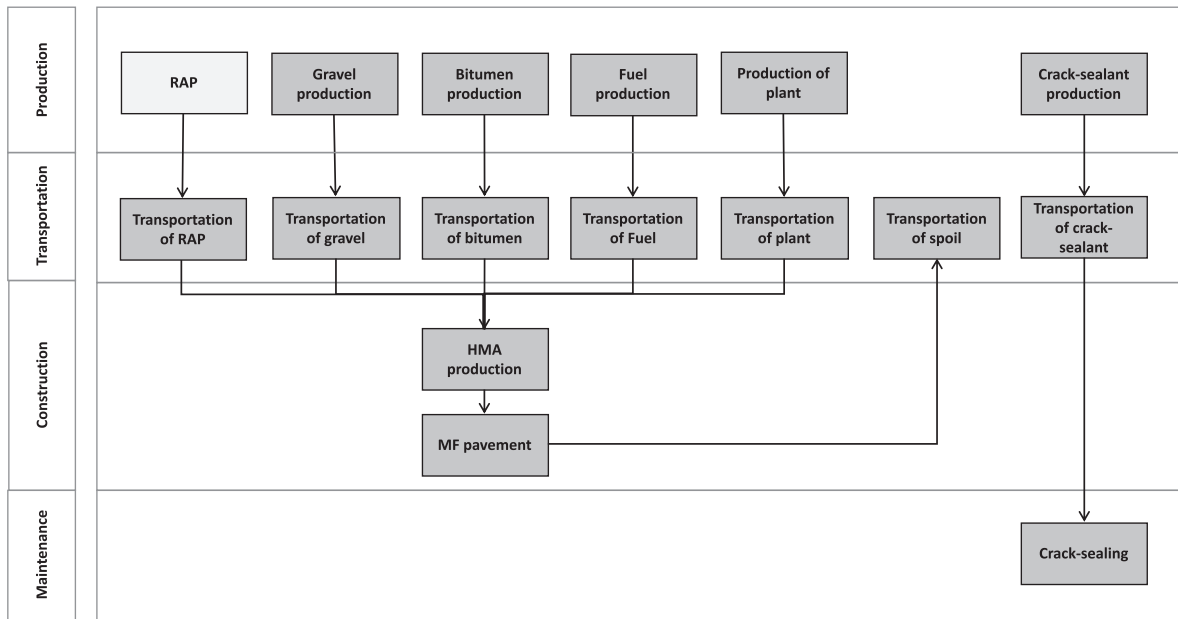 Production
RAP
Gravel
production
Bitumen
production
Fuel
production
Production of
plant
Crack-sealant
production
Transportation
Transportation
of RAP
Transportation
of gravel
Transportation
of bitumen
Transportation
of Fuel
Transportation
of plant
Transportation
of spoil
Transportation
of crack-
sealant
Construction
HMA
production
MF pavement
Maintenance
Crack-sealing